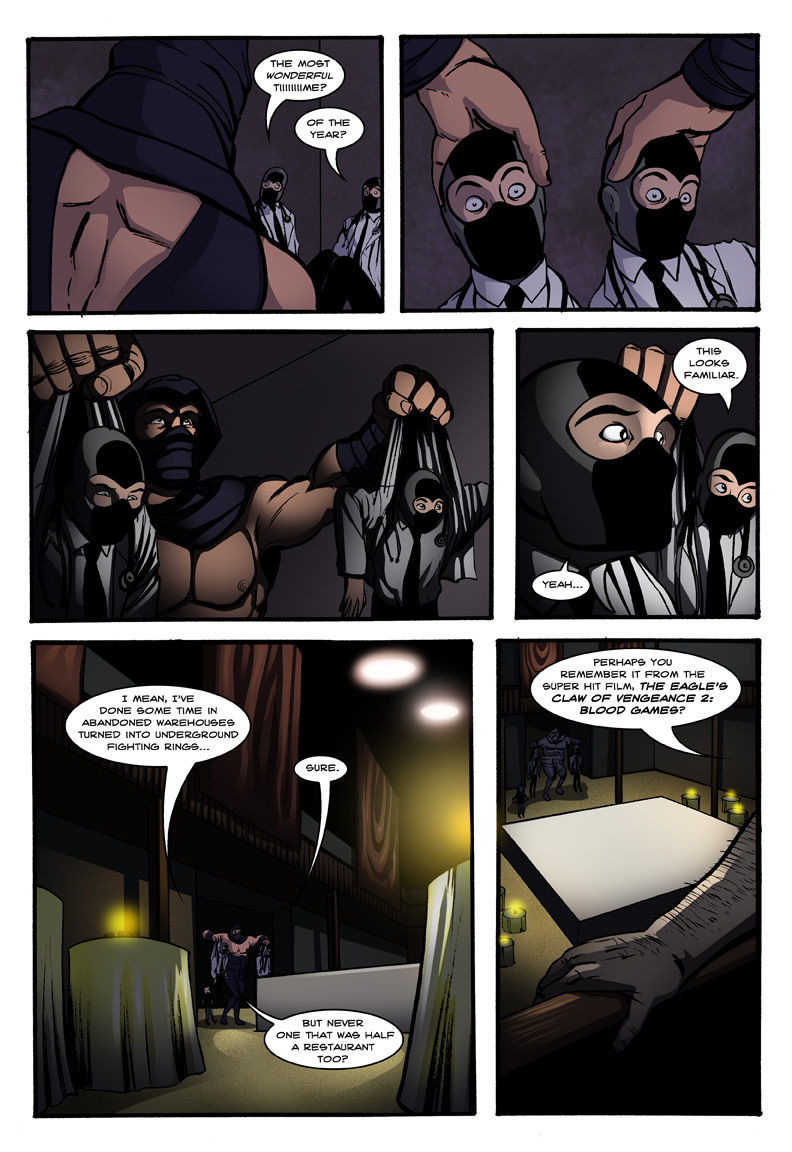 THE MOST
WONDERFUL
TIIIIIIIIME?
OF THE
YEAR?
THIS
LOOKS
FAMILIAR.
YEAH...
I MEAN, I'VE
DONE SOME TIME IN
ABANDONED WAREHOUSES
TURNED INTO UNDERGROUND
FIGHTING RINGS...
SURE.
BUT NEVER
ONE THAT WAS HALF
A RESTAURANT
TOO?
PERHAPS YOU
REMEMBER IT FROM THE
SUPER HIT FILM, THE EAGLE'S
CLAW OF VENGEANCE 2:
BLOOD GAMES?